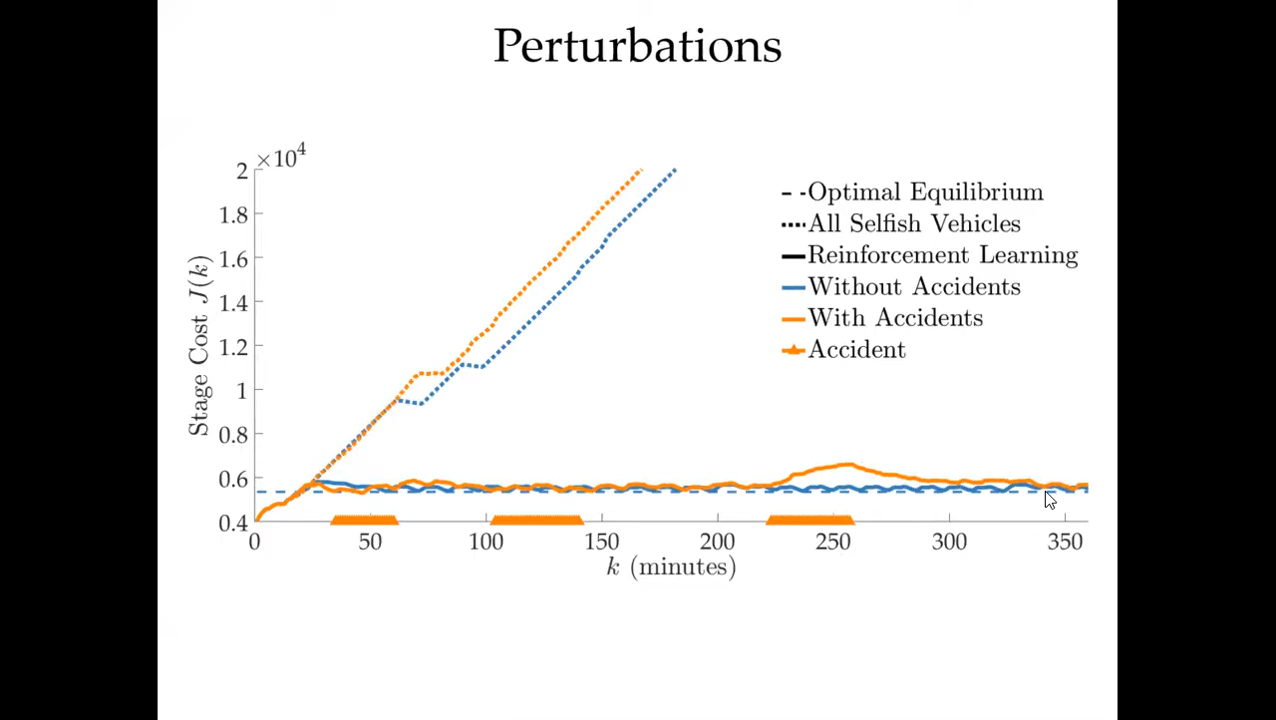 Perturbations
×10⁴
2
1.8
1.6
1.4
1.2
1
0.8
0.6
0.4
Stage Cost J(k)
0 50 100 150 200 250 300 350
k (minutes)
Optimal Equilibrium
All Selfish Vehicles
Reinforcement Learning
Without Accidents
With Accidents
Accident